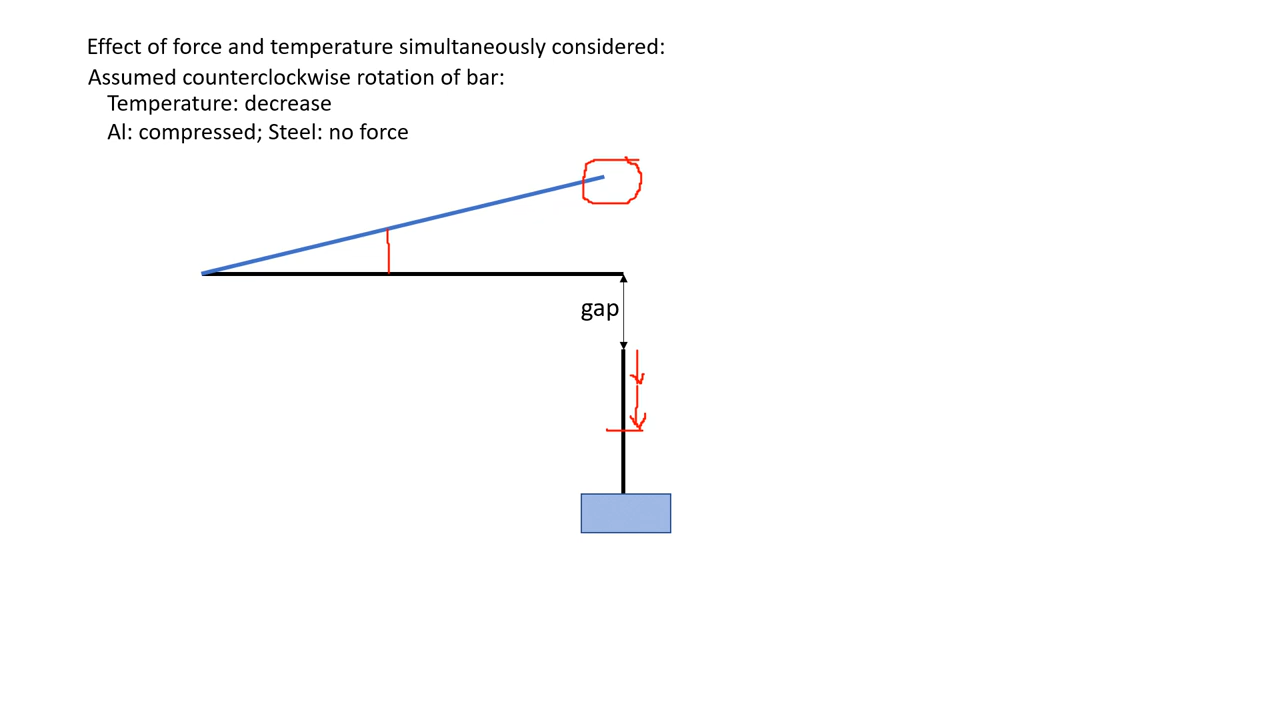 Effect of force and temperature simultaneously considered:
Assumed counterclockwise rotation of bar:
Temperature: decrease
Al: compressed; Steel: no force
gap